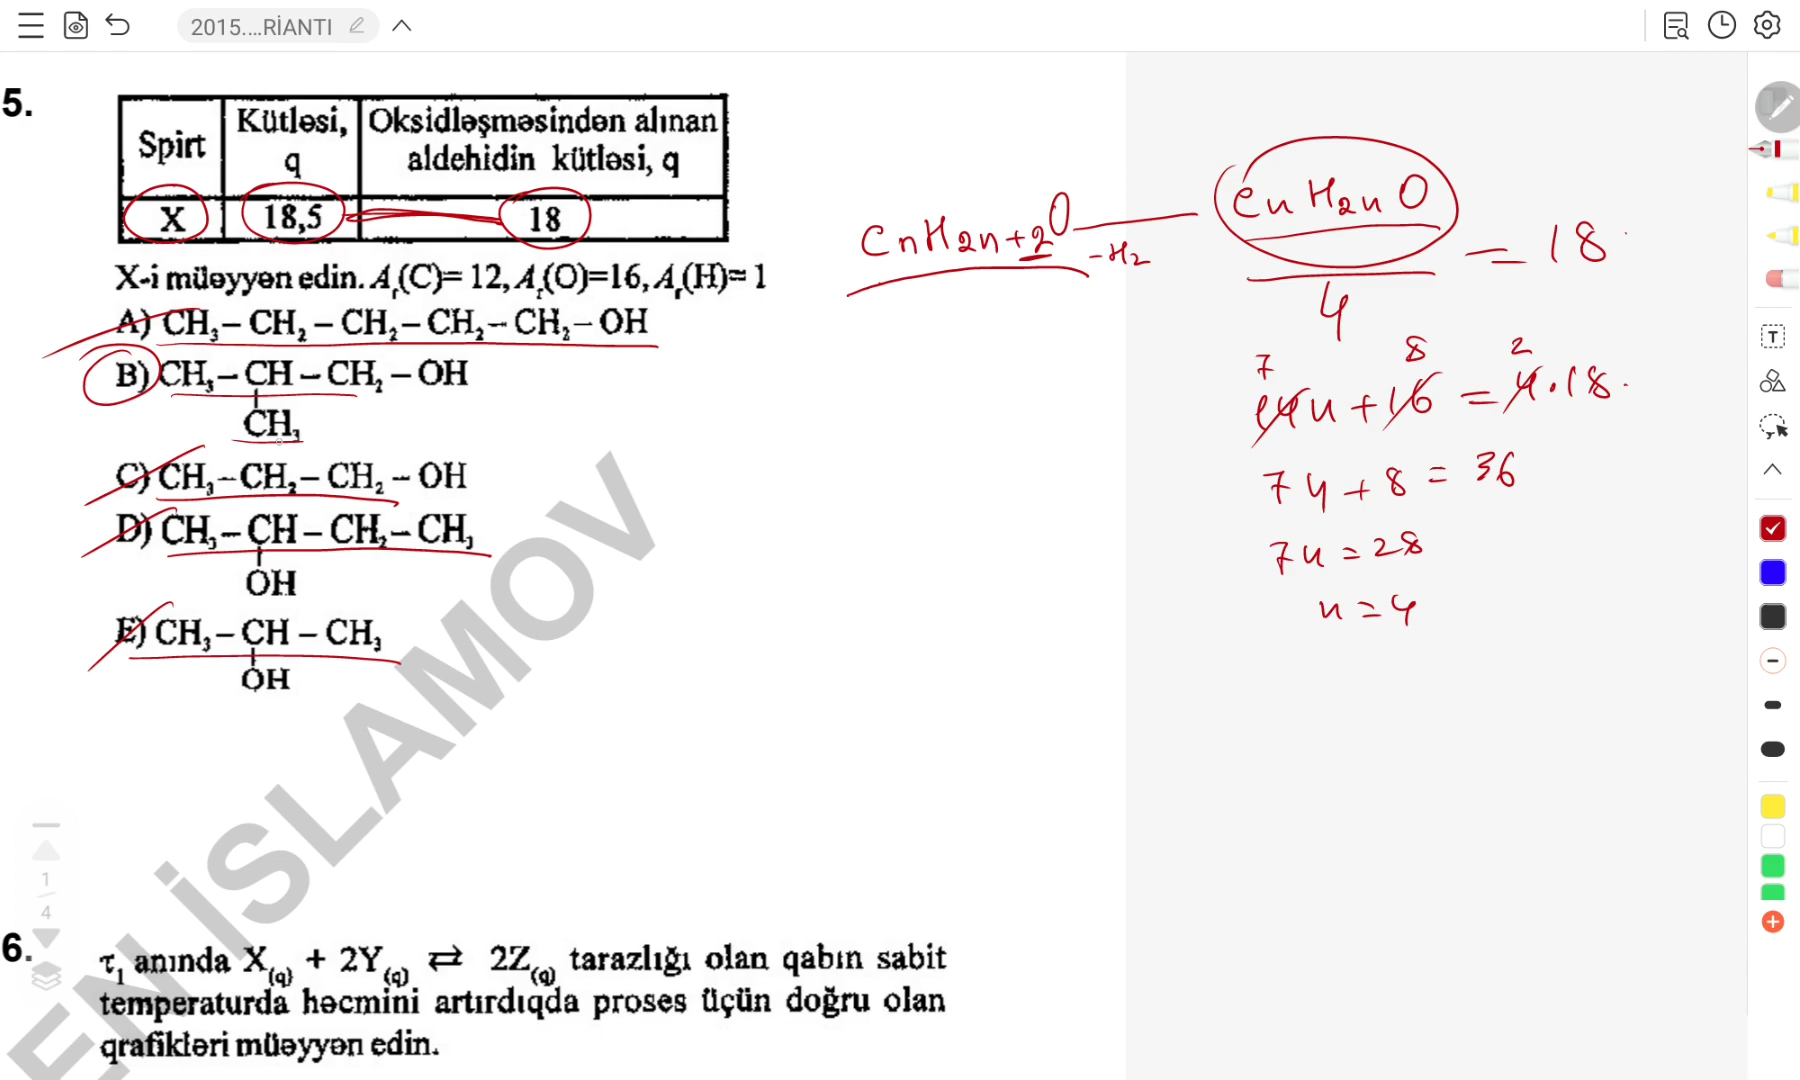 2015....RİANTI
5.
Spirt
Kütləsi, q
Oksidləşməsindən alınan aldehidin kütləsi, q
X
18,5
18
X-i müəyyən edin. Aᵣ(C)= 12, Aᵣ(O)=16, Aᵣ(H)= 1
A) CH₃ – CH₂ – CH₂ – CH₂ – CH₂ – OH
B) CH₃ – CH – CH₂ – OH
CH₃
C) CH₃ – CH₂ – CH₂ – OH
D) CH₃ – CH – CH₂ – CH₃
OH
E) CH₃ – CH – CH₃
OH
CnH2n+2O
-H2
CnH2nO
4
= 18
7 8 2
14n + 16 = 4 · 18
7n + 8 = 36
7n = 28
n = 4
EN İSLAMOV
1
4
6.
τ₁ anında X(q) + 2Y(q) ⇄ 2Z(q) tarazlığı olan qabın sabit
temperaturda həcmini artırdıqda proses üçün doğru olan
qrafikləri müəyyən edin.
T